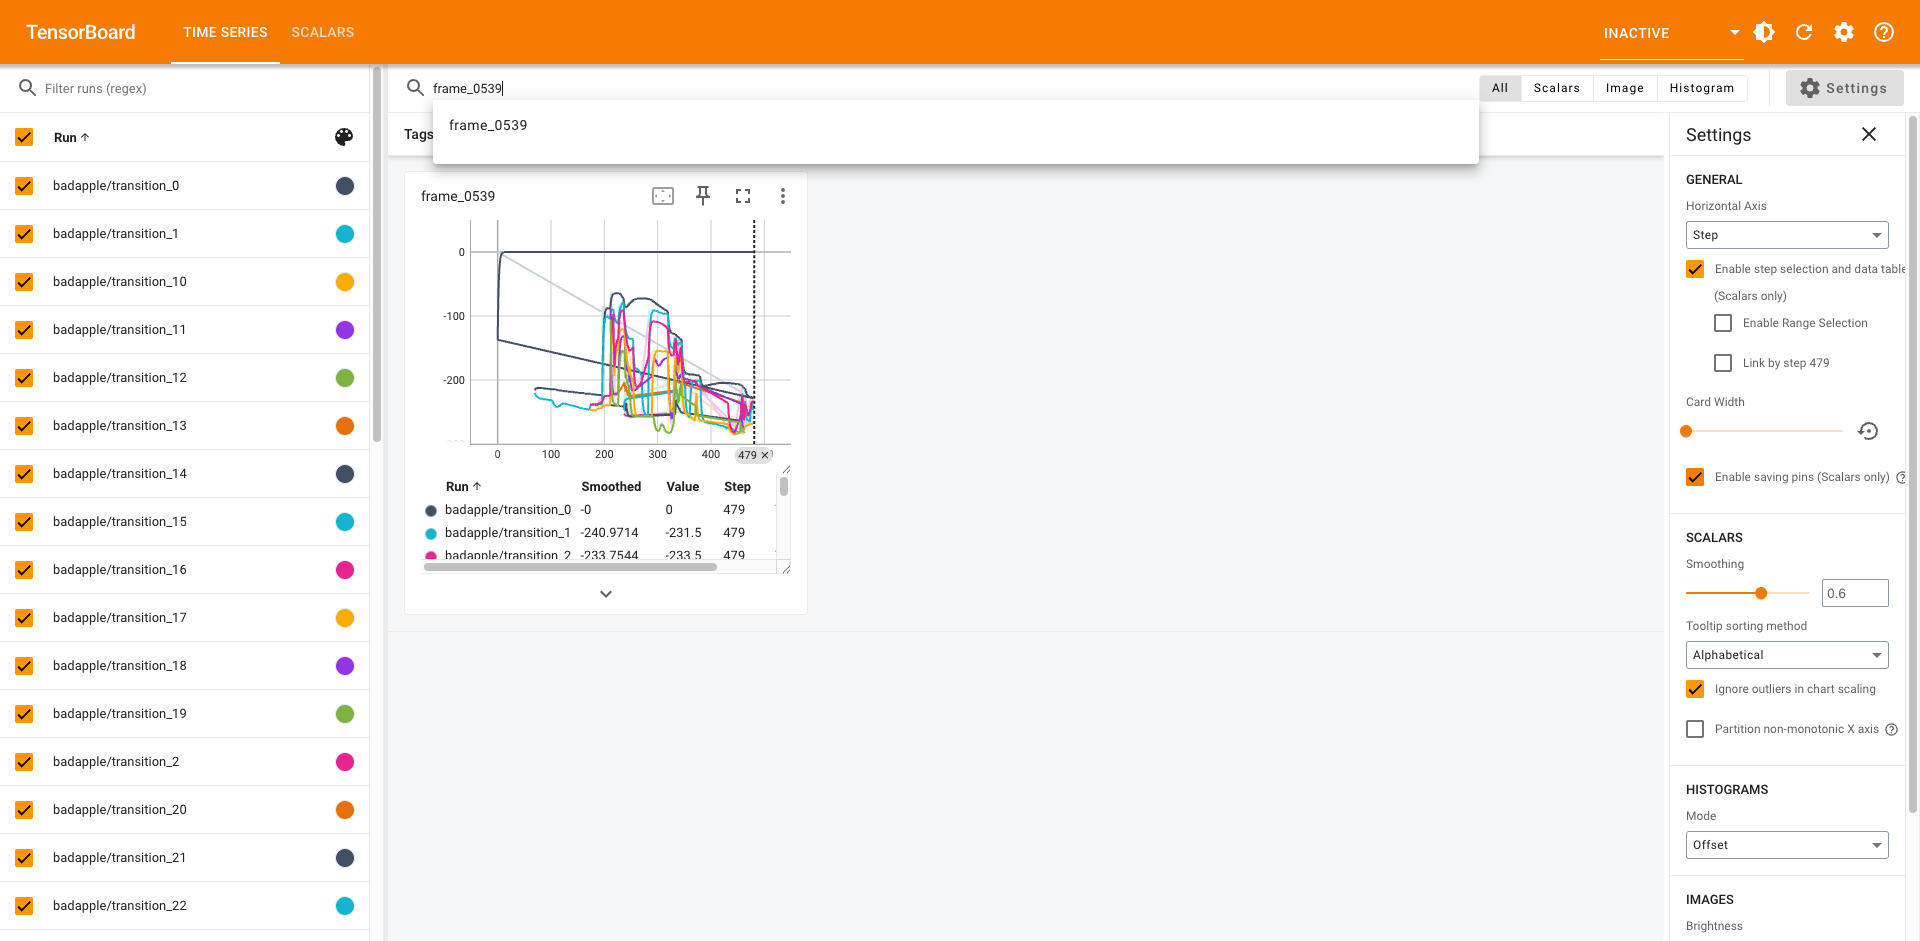 TensorBoard
TIME SERIES
SCALARS
INACTIVE
Filter runs (regex)
frame_0539
All
Scalars
Image
Histogram
Settings
frame_0539
Run
Tags
Settings
badapple/transition_0
badapple/transition_1
badapple/transition_10
badapple/transition_11
badapple/transition_12
badapple/transition_13
badapple/transition_14
badapple/transition_15
badapple/transition_16
badapple/transition_17
badapple/transition_18
badapple/transition_19
badapple/transition_2
badapple/transition_20
badapple/transition_21
badapple/transition_22
frame_0539
0
-100
-200
0
100
200
300
400
479
Run Smoothed Value Step
badapple/transition_0 -0 0 479
badapple/transition_1 -240.9714 -231.5 479
badapple/transition_2 -233.7544 -233.5 479
GENERAL
Horizontal Axis
Step
Enable step selection and data table
(Scalars only)
Enable Range Selection
Link by step 479
Card Width
Enable saving pins (Scalars only)
SCALARS
Smoothing
0.6
Tooltip sorting method
Alphabetical
Ignore outliers in chart scaling
Partition non-monotonic X axis
HISTOGRAMS
Mode
Offset
IMAGES
Brightness